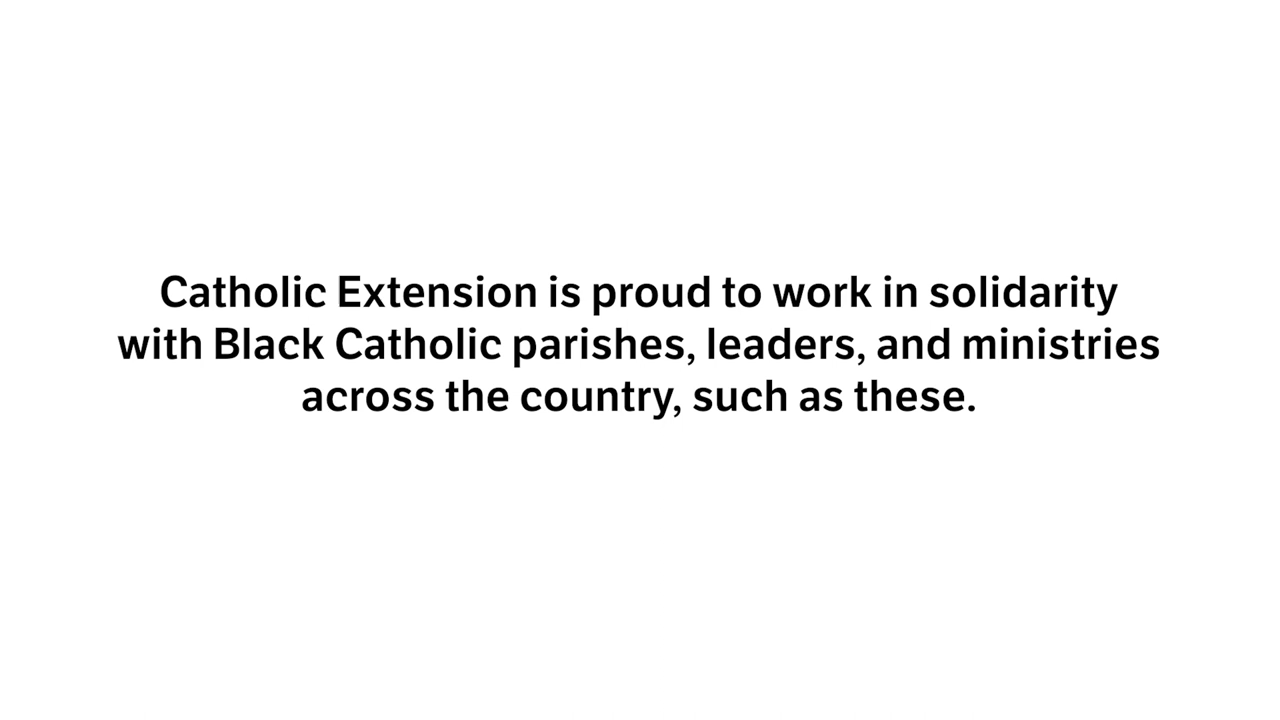 Catholic Extension is proud to work in solidarity
with Black Catholic parishes, leaders, and ministries
across the country, such as these.